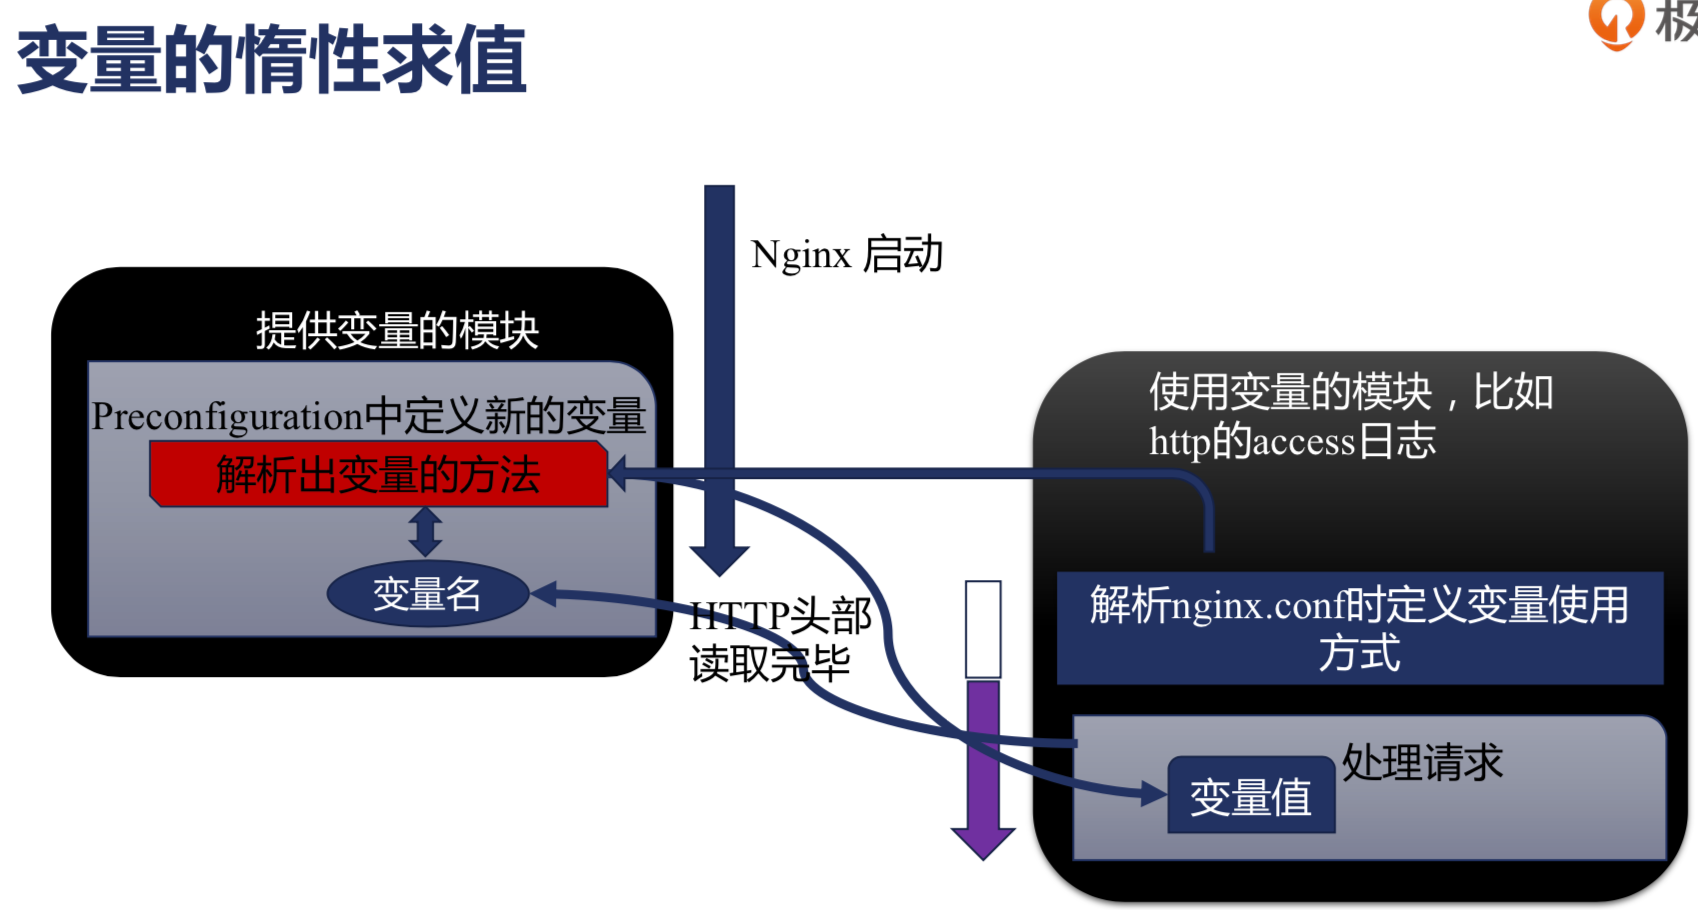 变量的惰性求值
极
Nginx 启动
提供变量的模块
Preconfiguration中定义新的变量
解析出变量的方法
变量名
HTTP头部
读取完毕
使用变量的模块，比如
http的access日志
解析nginx.conf时定义变量使用
方式
处理请求
变量值